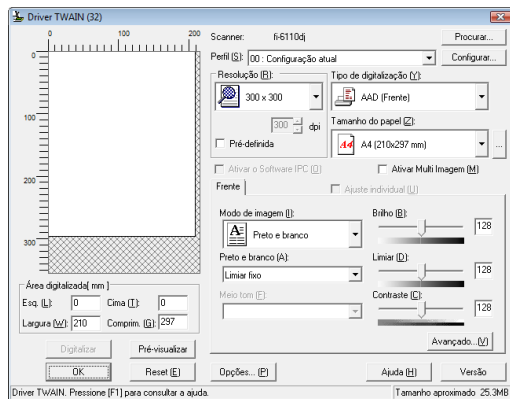 Driver TWAIN (32)
0 100 200
0
100
200
300
Scanner: fi-6110dj Procurar...
Perfil (S): 00 : Configuração atual Configurar...
Resolução (R):
300 x 300
300 dpi
Pré-definida
Tipo de digitalização (Y):
AAD (Frente)
Tamanho do papel (Z):
A4 A4 (210x297 mm) ...
Ativar o Software IPC (O) Ativar Multi Imagem (M)
Frente Ajuste individual (U)
Modo de imagem (I):
A Preto e branco
Preto e branco (A):
Limiar fixo
Meio tom (F):
Brilho (B):
128
Limiar (D):
128
Contraste (C):
128
Avançado...(V)
Área digitalizada[ mm ]
Esq. (L): 0 Cima (T): 0
Largura (W): 210 Comprim. (G): 297
Digitalizar Pré-visualizar
OK Reset (E) Opções... (P) Ajuda (H) Versão
Driver TWAIN. Pressione [F1] para consultar a ajuda. Tamanho aproximado 25.3MB